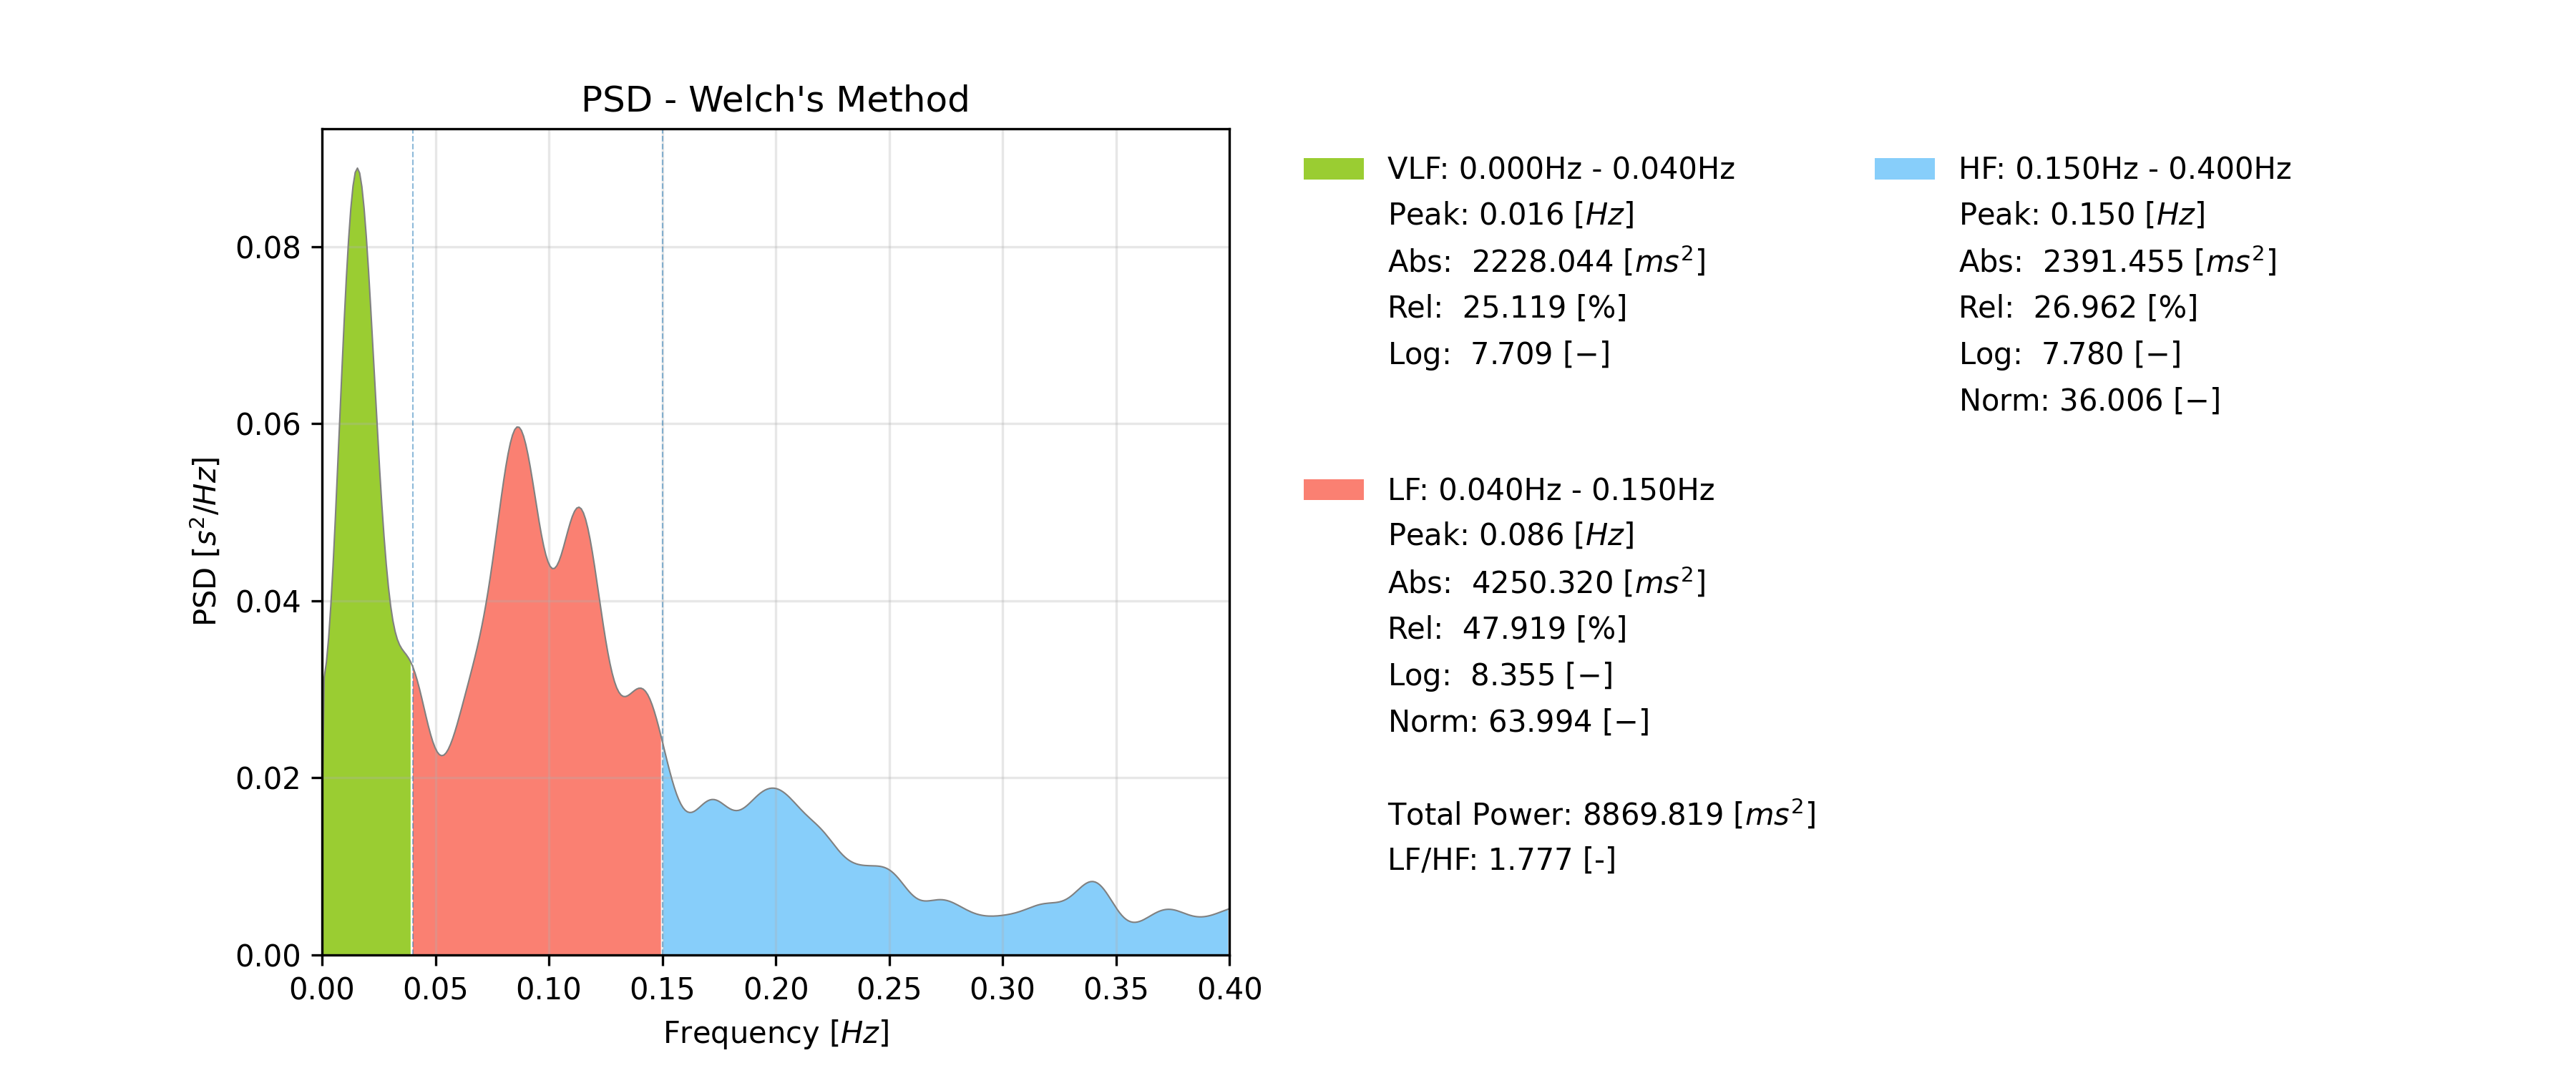 PSD - Welch's Method
PSD [s²/Hz]
0.08
0.06
0.04
0.02
0.00
0.00 0.05 0.10 0.15 0.20 0.25 0.30 0.35 0.40
Frequency [Hz]
VLF: 0.000Hz - 0.040Hz
Peak: 0.016 [Hz]
Abs: 2228.044 [ms²]
Rel: 25.119 [%]
Log: 7.709 [−]
LF: 0.040Hz - 0.150Hz
Peak: 0.086 [Hz]
Abs: 4250.320 [ms²]
Rel: 47.919 [%]
Log: 8.355 [−]
Norm: 63.994 [−]
Total Power: 8869.819 [ms²]
LF/HF: 1.777 [-]
HF: 0.150Hz - 0.400Hz
Peak: 0.150 [Hz]
Abs: 2391.455 [ms²]
Rel: 26.962 [%]
Log: 7.780 [−]
Norm: 36.006 [−]